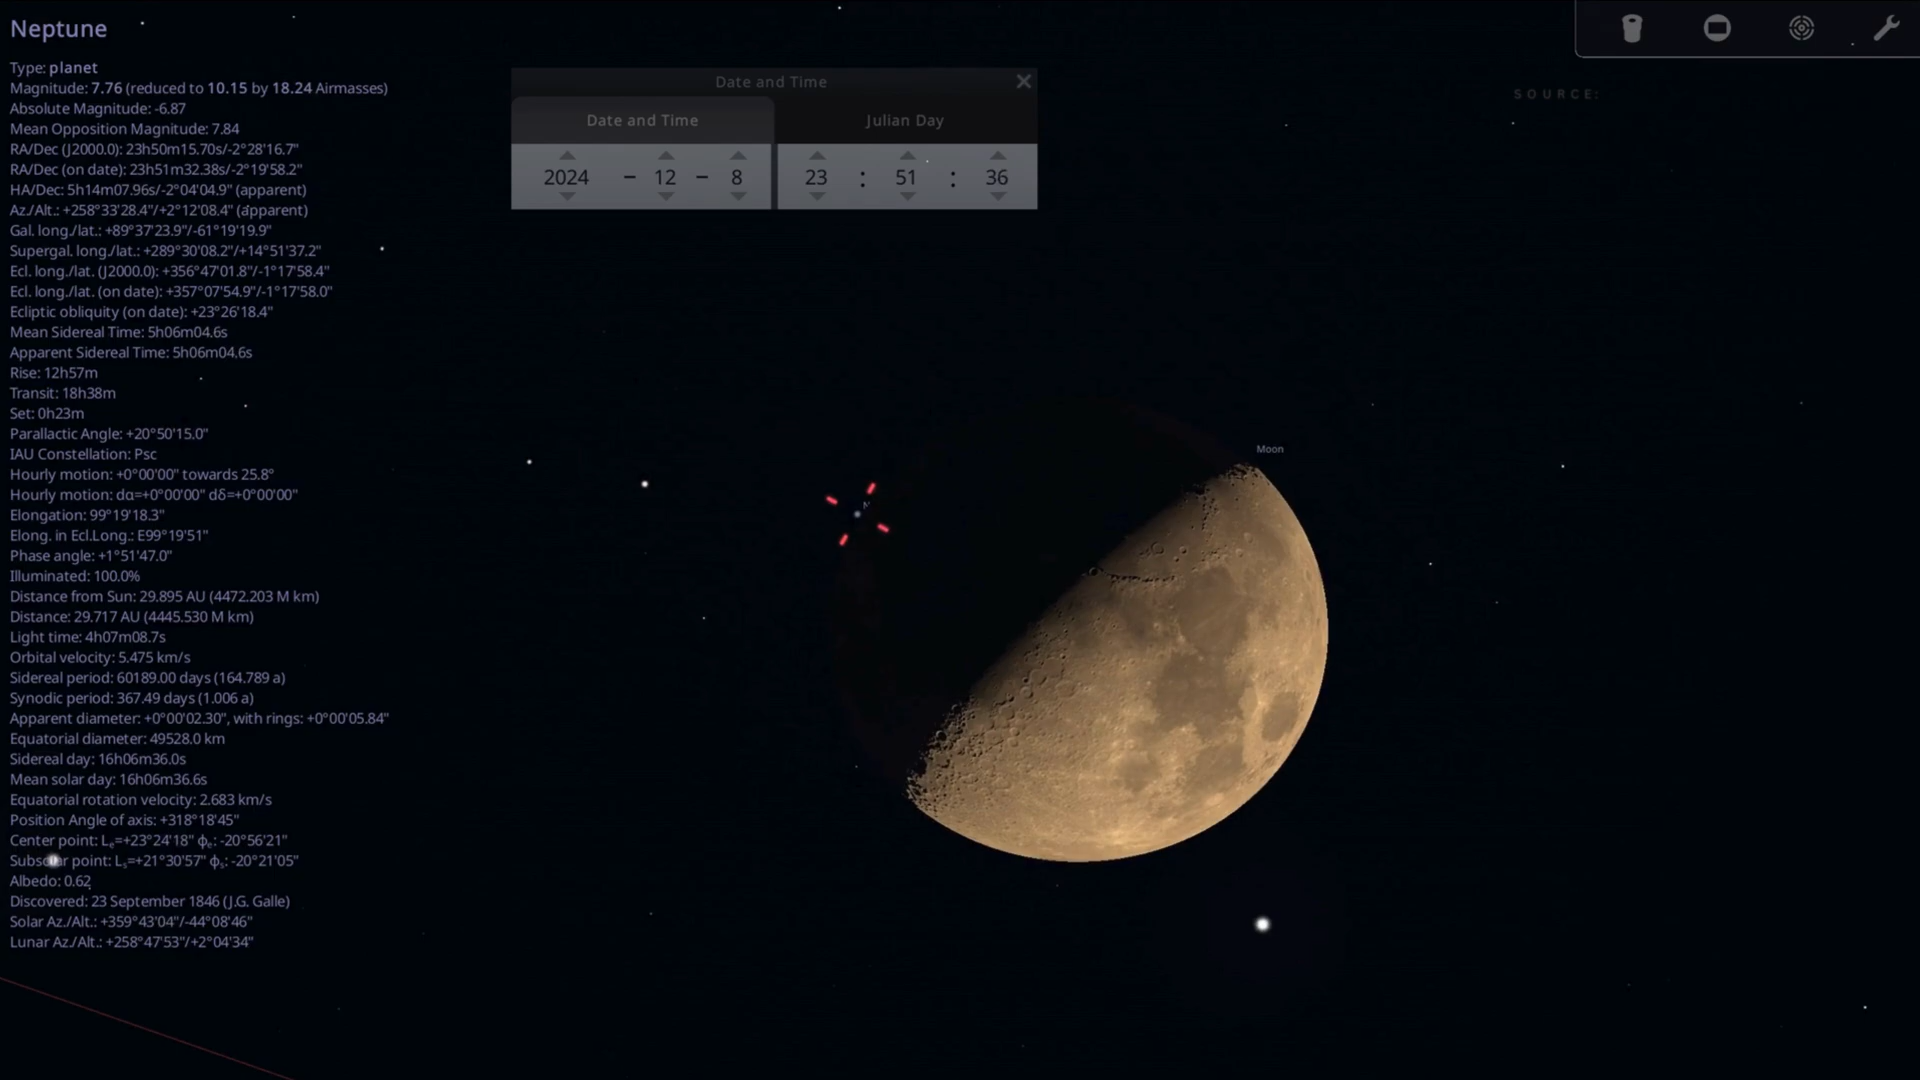 Neptune
Type: planet
Magnitude: 7.76 (reduced to 10.15 by 18.24 Airmasses)
Absolute Magnitude: -6.87
Mean Opposition Magnitude: 7.84
RA/Dec (J2000.0): 23h50m15.70s/-2°28'16.7"
RA/Dec (on date): 23h51m32.38s/-2°19'58.2"
HA/Dec: 5h14m07.96s/-2°04'04.9" (apparent)
Az./Alt.: +258°33'28.4"/+2°12'08.4" (apparent)
Gal. long./lat.: +89°37'23.9"/-61°19'19.9"
Supergal. long./lat.: +289°30'08.2"/+14°51'37.2"
Ecl. long./lat. (J2000.0): +356°47'01.8"/-1°17'58.4"
Ecl. long./lat. (on date): +357°07'54.9"/-1°17'58.0"
Ecliptic obliquity (on date): +23°26'18.4"
Mean Sidereal Time: 5h06m04.6s
Apparent Sidereal Time: 5h06m04.6s
Rise: 12h57m
Transit: 18h38m
Set: 0h23m
Parallactic Angle: +20°50'15.0"
IAU Constellation: Psc
Hourly motion: +0°00'00" towards 25.8°
Hourly motion: dα=+0°00'00" dδ=+0°00'00"
Elongation: 99°19'18.3"
Elong. in Ecl.Long.: E99°19'51"
Phase angle: +1°51'47.0"
Illuminated: 100.0%
Distance from Sun: 29.895 AU (4472.203 M km)
Distance: 29.717 AU (4445.530 M km)
Light time: 4h07m08.7s
Orbital velocity: 5.475 km/s
Sidereal period: 60189.00 days (164.789 a)
Synodic period: 367.49 days (1.006 a)
Apparent diameter: +0°00'02.30", with rings: +0°00'05.84"
Equatorial diameter: 49528.0 km
Sidereal day: 16h06m36.0s
Mean solar day: 16h06m36.6s
Equatorial rotation velocity: 2.683 km/s
Position Angle of axis: +318°18'45"
Center point: Lₑ=+23°24'18" φₑ: -20°56'21"
Subsolar point: Lₛ=+21°30'57" φₛ: -20°21'05"
Albedo: 0.62
Discovered: 23 September 1846 (J.G. Galle)
Solar Az./Alt.: +359°43'04"/-44°08'46"
Lunar Az./Alt.: +258°47'53"/+2°04'34"
Date and Time
Date and Time Julian Day
2024 - 12 - 8 23 : 51 : 36
SOURCE:
Moon